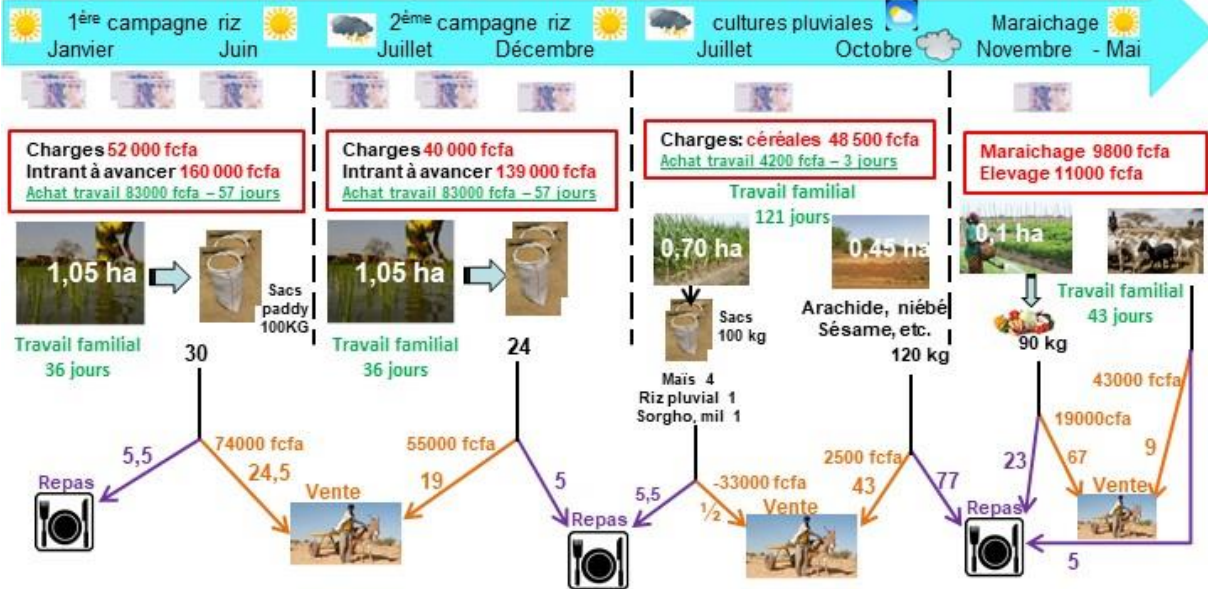 1ère campagne riz
Janvier Juin
2ème campagne riz
Juillet Décembre
cultures pluviales
Juillet Octobre
Maraichage
Novembre - Mai
Charges 52 000 fcfa
Intrant à avancer 160 000 fcfa
Achat travail 83000 fcfa – 57 jours
Charges 40 000 fcfa
Intrant à avancer 139 000 fcfa
Achat travail 83000 fcfa – 57 jours
Charges: céréales 48 500 fcfa
Achat travail 4200 fcfa – 3 jours
Maraichage 9800 fcfa
Elevage 11000 fcfa
1,05 ha
Sacs
paddy
100KG
Travail familial
36 jours
30
1,05 ha
Travail familial
36 jours
24
Travail familial
121 jours
0,70 ha
0,45 ha
Sacs
100 kg
Arachide, niébé
Sésame, etc.
120 kg
Maïs 4
Riz pluvial 1
Sorgho, mil 1
0,1 ha
Travail familial
43 jours
90 kg
5,5
74000 fcfa
24,5
Repas
Vente
55000 fcfa
19
5
5,5
Repas
-33000 fcfa
½
Vente
2500 fcfa
43
77
Repas
23
19000cfa
67
43000 fcfa
9
Vente
5